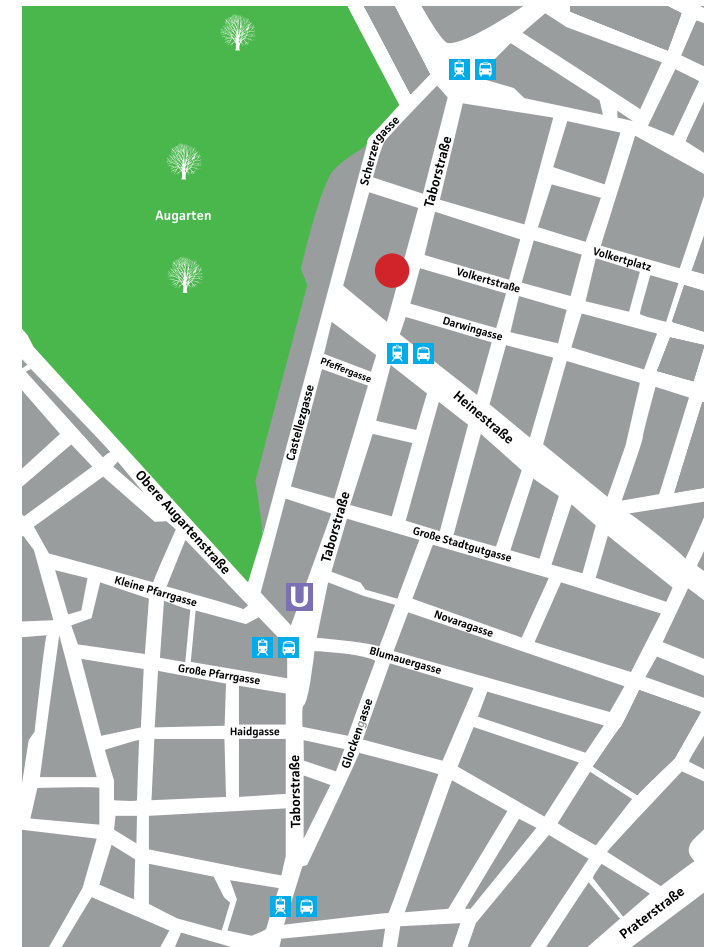 Scherzergasse
Taborstraße
Augarten
Volkertplatz
Volkertstraße
Darwingasse
Pfeffergasse
Heinestraße
Castellezgasse
Obere Augartenstraße
Taborstraße
Große Stadtgutgasse
Kleine Pfarrgasse
U
Novaragasse
Blumauergasse
Große Pfarrgasse
Glockengasse
Haidgasse
Taborstraße
Praterstraße